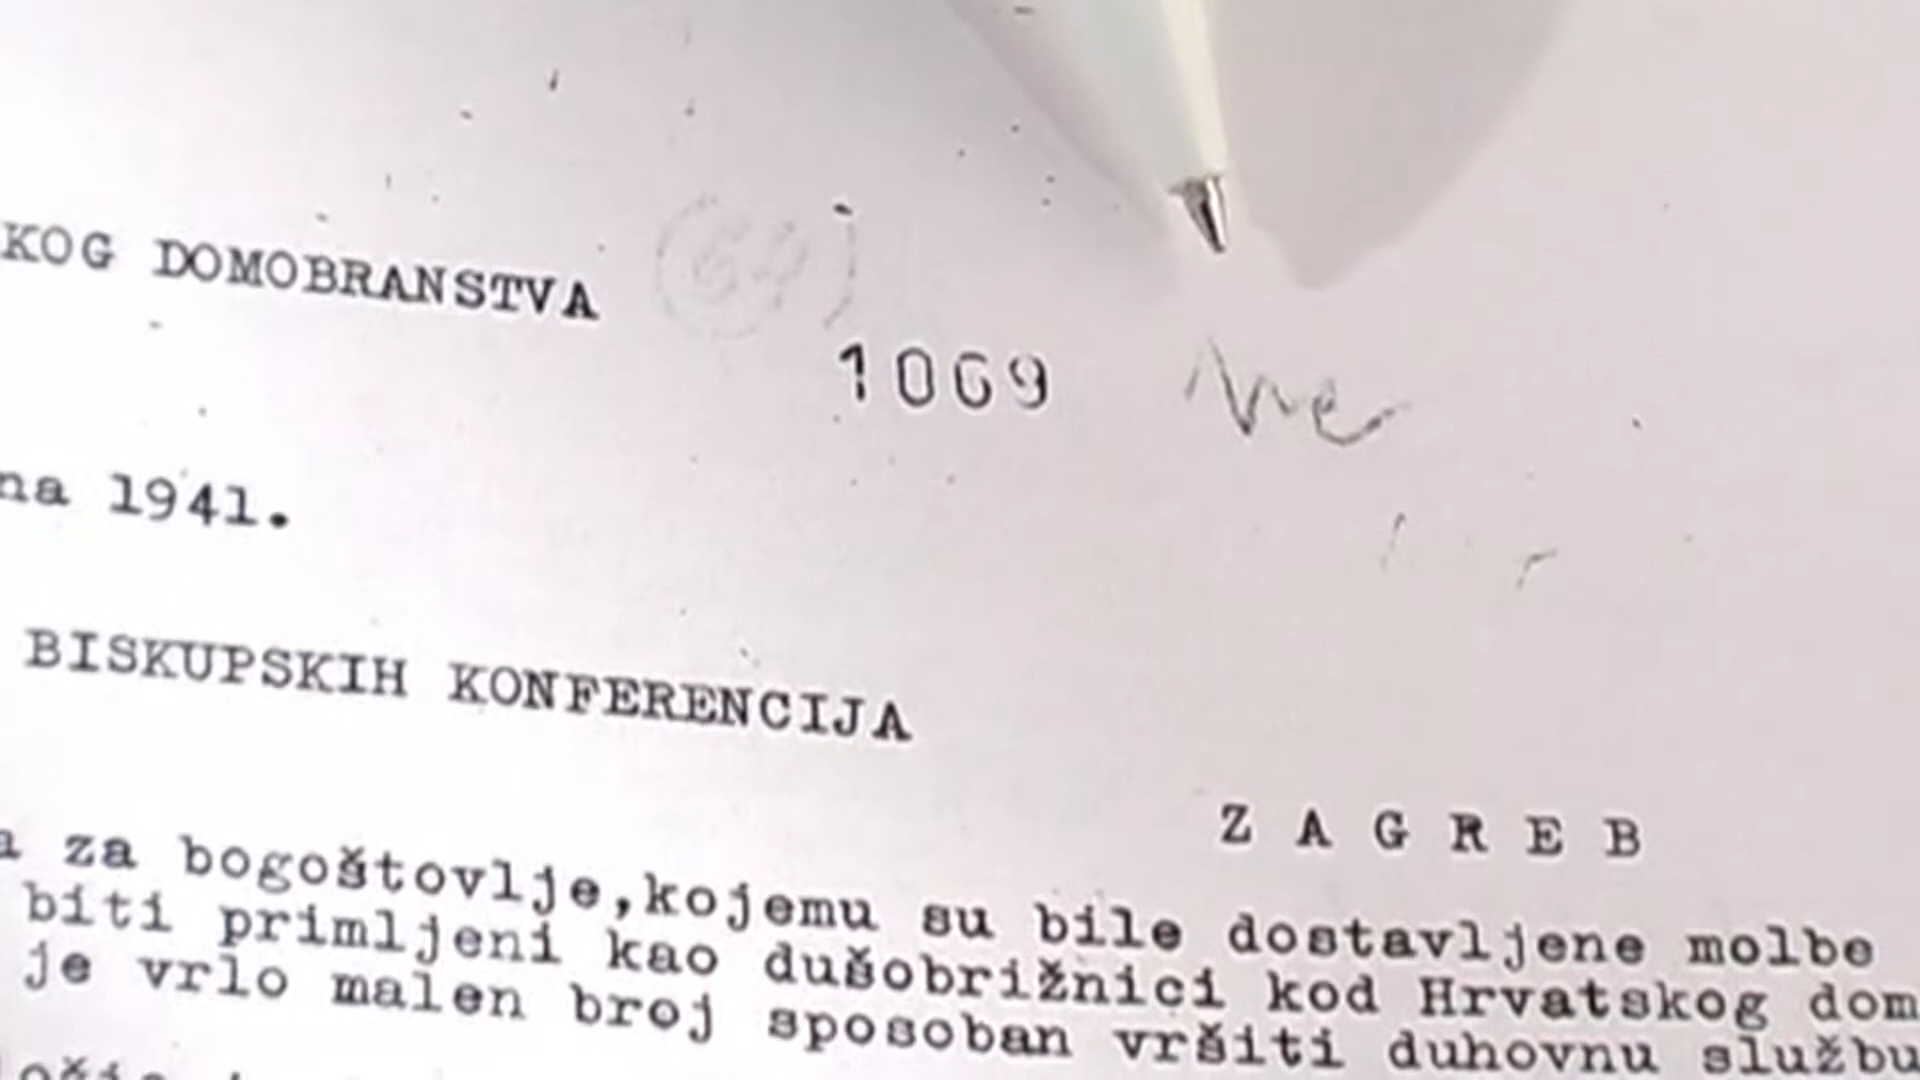 KOG DOMOBRANSTVA
1069
na 1941.
BISKUPSKIH KONFERENCIJA
Z A G R E B
a za bogoštovlje,kojemu su bile dostavljene molbe
biti primljeni kao dušobrižnici kod Hrvatskog dom
je vrlo malen broj sposoban vršiti duhovnu službu